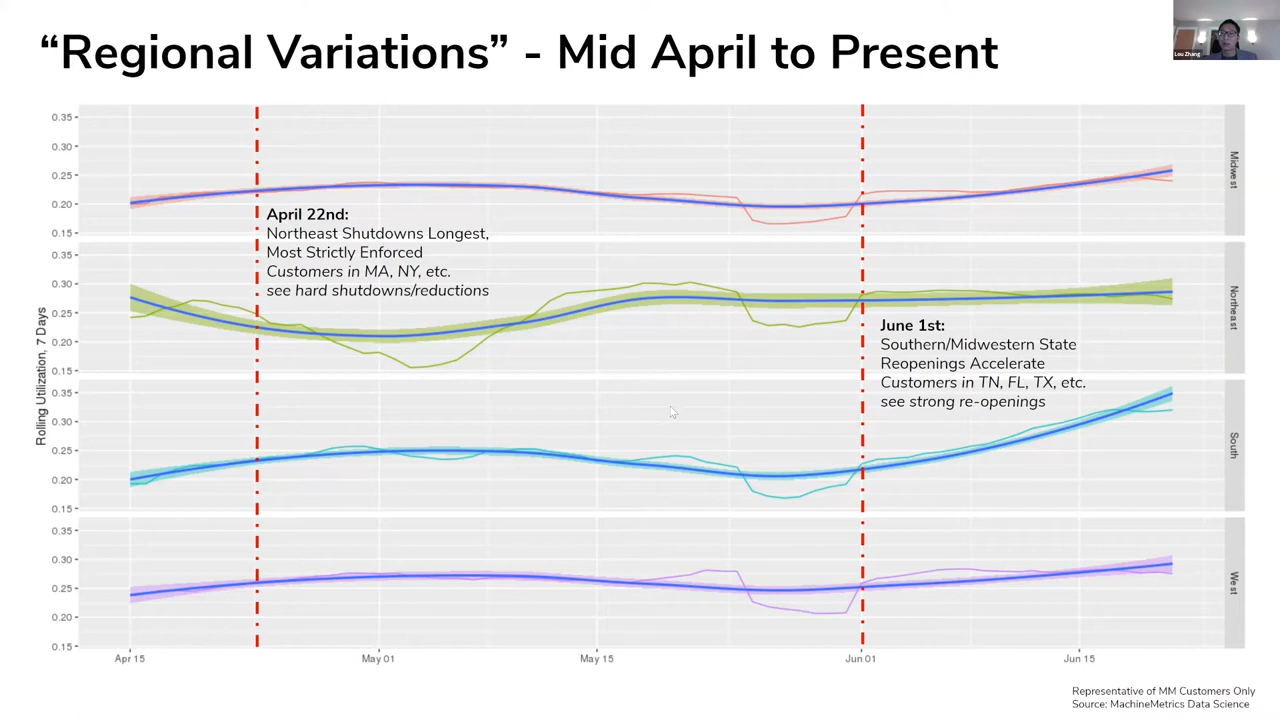 “Regional Variations” - Mid April to Present
Lou Zhang
Rolling Utilization, 7 Days
0.35
0.30
0.25
0.20
0.15
Midwest
April 22nd:
Northeast Shutdowns Longest,
Most Strictly Enforced
Customers in MA, NY, etc.
see hard shutdowns/reductions
0.35
0.30
0.25
0.20
0.15
Northeast
June 1st:
Southern/Midwestern State
Reopenings Accelerate
Customers in TN, FL, TX, etc.
see strong re-openings
0.35
0.30
0.25
0.20
0.15
South
0.35
0.30
0.25
0.20
0.15
West
Apr 15
May 01
May 15
Jun 01
Jun 15
Representative of MM Customers Only
Source: MachineMetrics Data Science